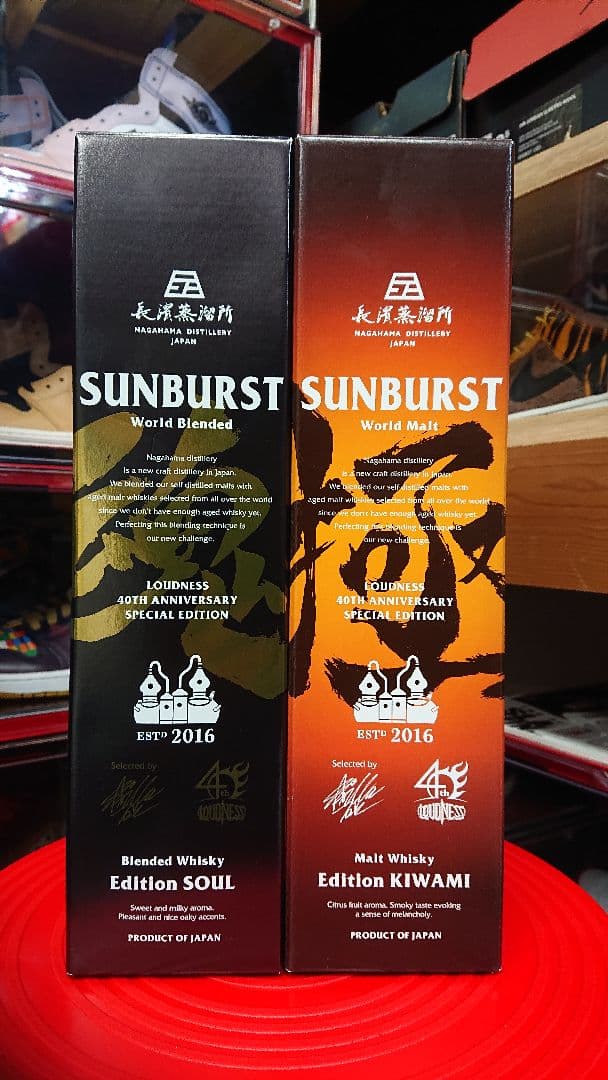 長濱蒸溜所
NAGAHAMA DISTILLERY
JAPAN
SUNBURST
World Blended
Nagahama distillery
is a new craft distillery in Japan.
We blended our self distilled malts with
aged malt whiskies selected from all over the world
since we don't have enough aged whisky yet.
Perfecting this blending technique is
our new challenge.
LOUDNESS
40TH ANNIVERSARY
SPECIAL EDITION
ESTD 2016
Selected by
4th
LOUDNESS
Blended Whisky
Edition SOUL
Sweet and milky aroma.
Pleasant and nice oaky accents.
PRODUCT OF JAPAN
魂
長濱蒸溜所
NAGAHAMA DISTILLERY
JAPAN
SUNBURST
World Malt
Nagahama distillery
is a new craft distillery in Japan.
We blended our self distilled malts with
aged malt whiskies selected from all over the world
since we don't have enough aged whisky yet.
Perfecting this blending technique is
our new challenge.
LOUDNESS
40TH ANNIVERSARY
SPECIAL EDITION
ESTD 2016
Selected by
4th
LOUDNESS
Malt Whisky
Edition KIWAMI
Citrus fruit aroma. Smoky taste evoking
a sense of melancholy.
PRODUCT OF JAPAN
極